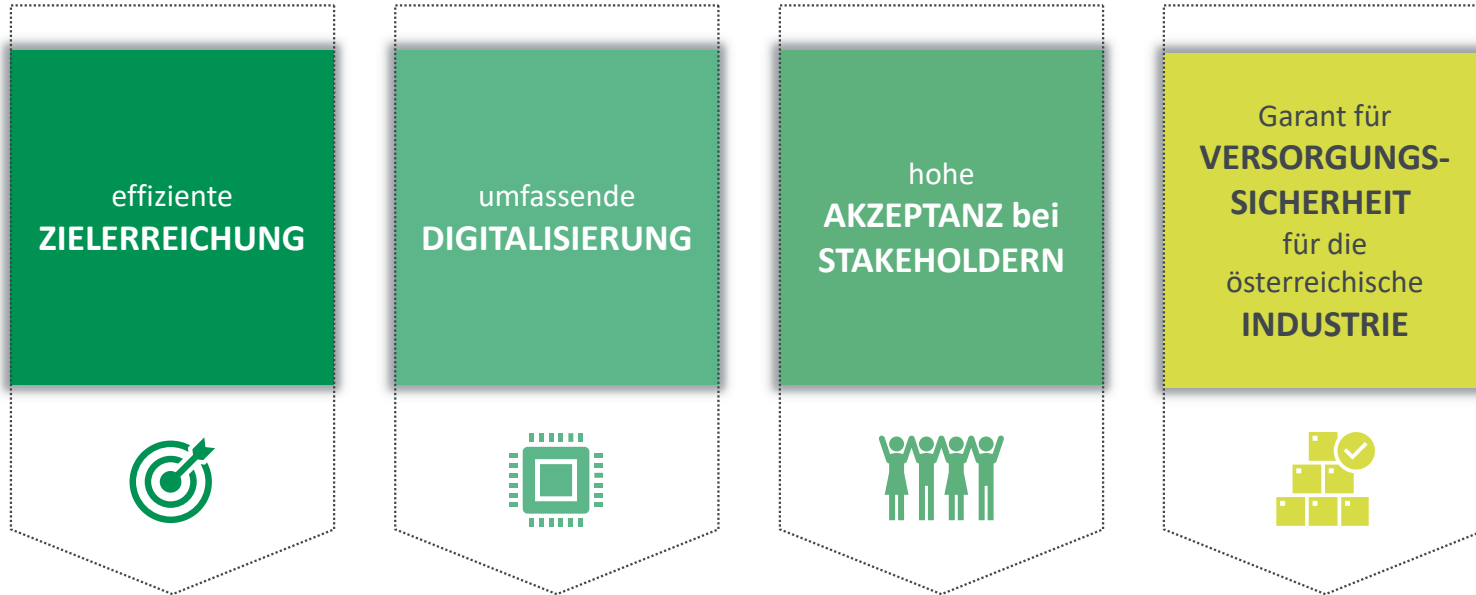 effiziente
ZIELERREICHUNG
umfassende
DIGITALISIERUNG
hohe
AKZEPTANZ bei
STAKEHOLDERN
Garant für
VERSORGUNGS-
SICHERHEIT
für die
österreichische
INDUSTRIE